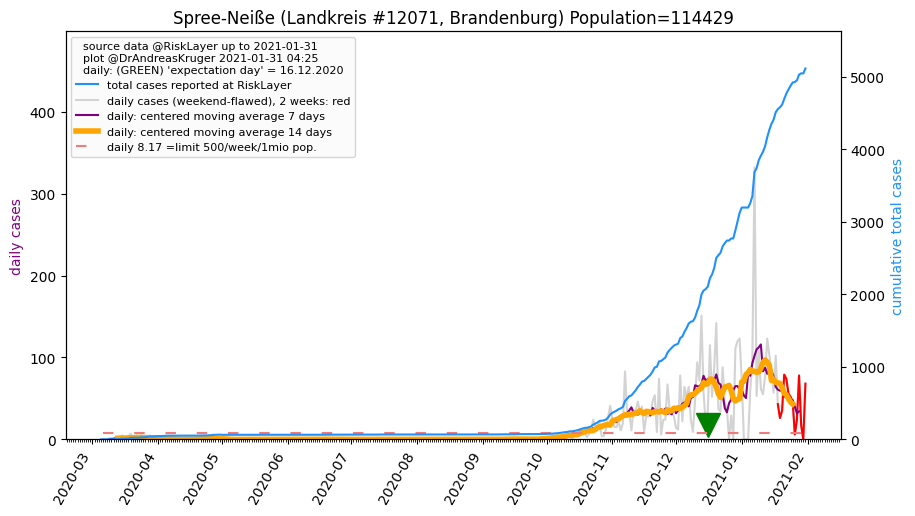 Spree-Neiße (Landkreis #12071, Brandenburg) Population=114429
source data @RiskLayer up to 2021-01-31
plot @DrAndreasKruger 2021-01-31 04:25
daily: (GREEN) 'expectation day' = 16.12.2020
total cases reported at RiskLayer
daily cases (weekend-flawed), 2 weeks: red
daily: centered moving average 7 days
daily: centered moving average 14 days
daily 8.17 =limit 500/week/1mio pop.
daily cases
400
300
200
100
0
cumulative total cases
5000
4000
3000
2000
1000
0
2020-03
2020-04
2020-05
2020-06
2020-07
2020-08
2020-09
2020-10
2020-11
2020-12
2021-01
2021-02